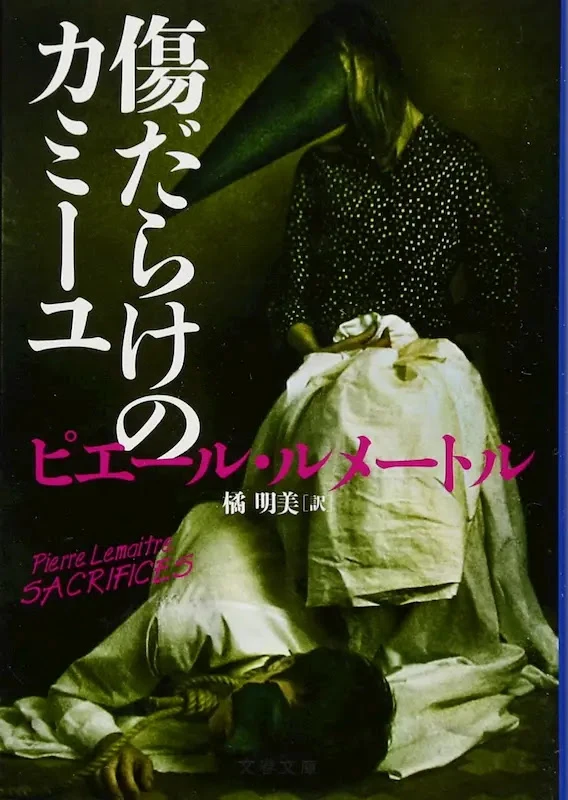 傷だらけの
カミーユ
ピエール・ルメートル
橘 明美[訳]
Pierre Lemaitre
SACRIFICES
文春文庫